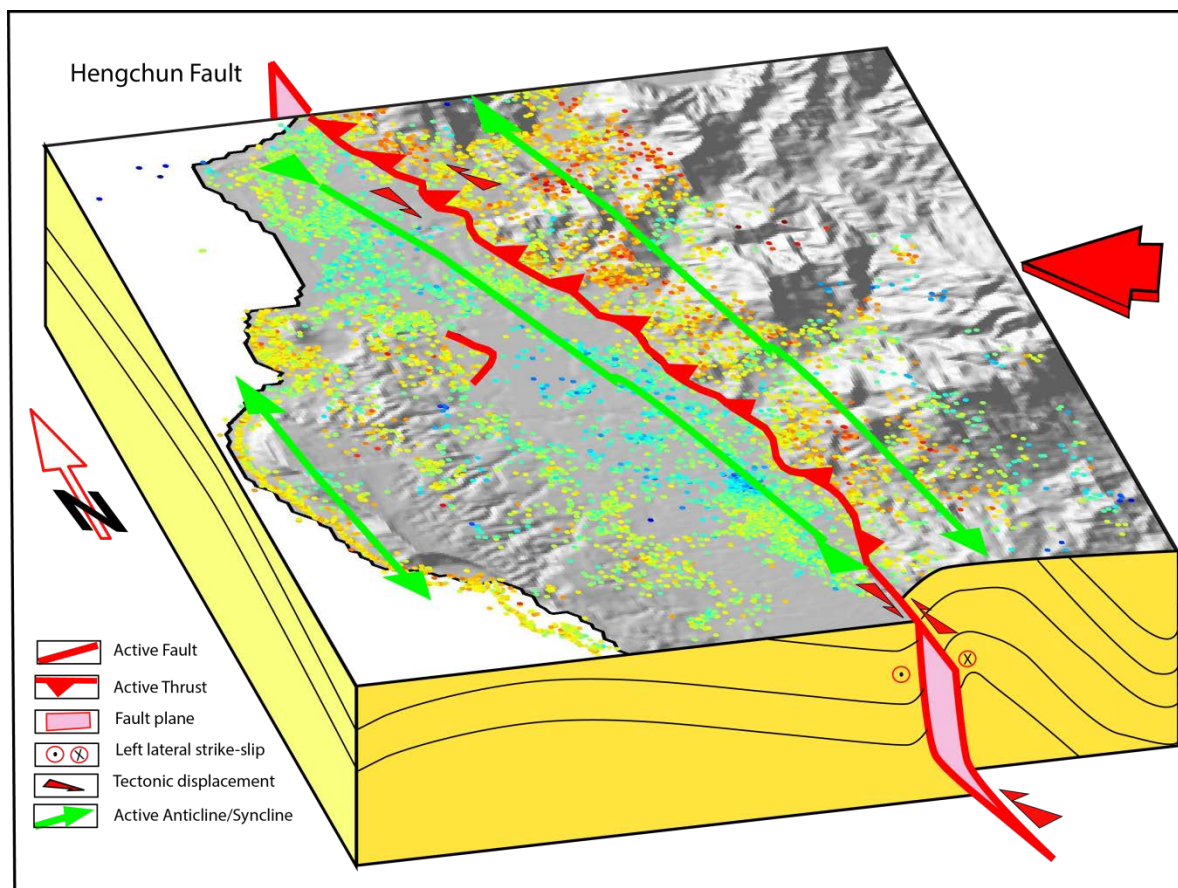 Hengchun Fault
N
Active Fault
Active Thrust
Fault plane
Left lateral strike-slip
Tectonic displacement
Active Anticline/Syncline